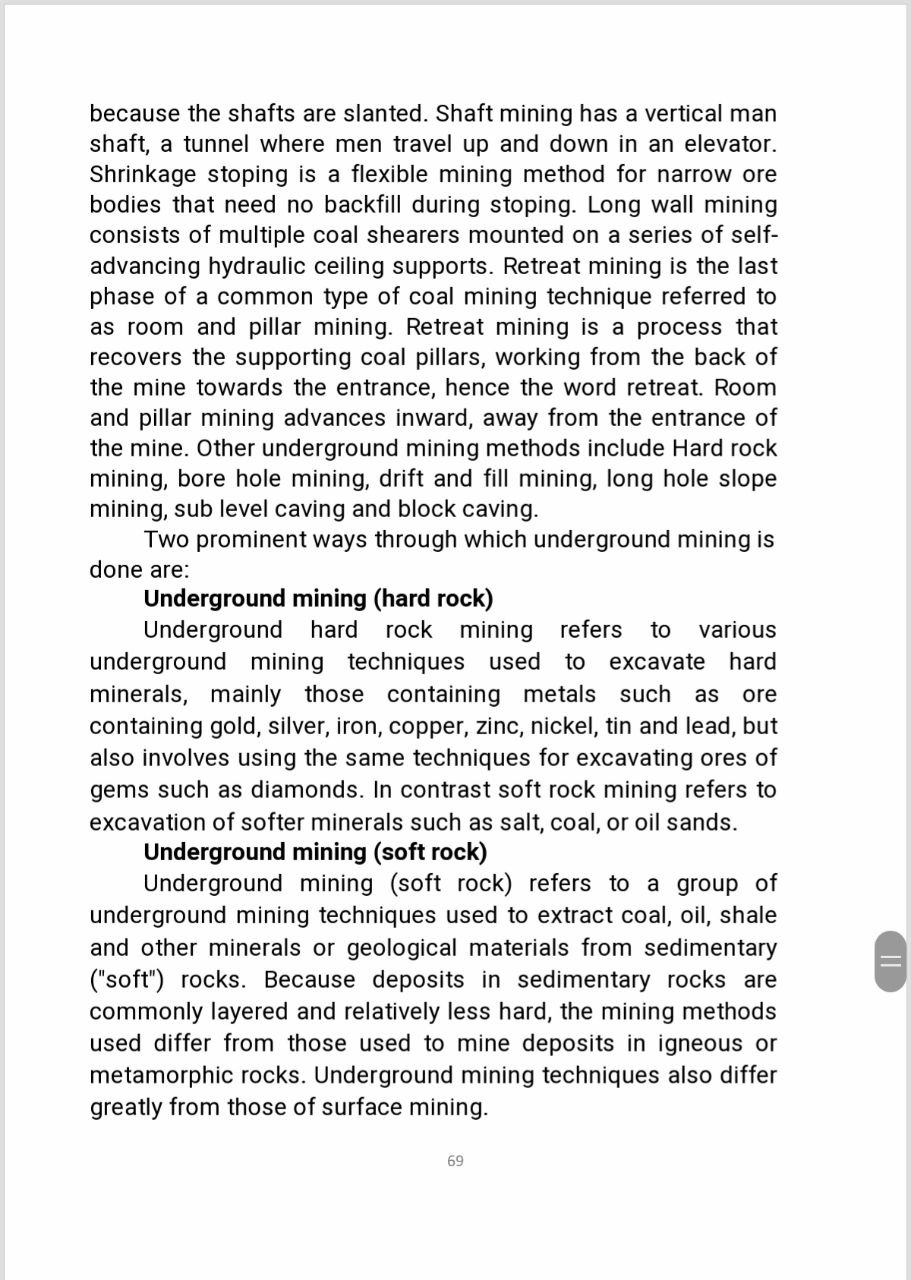 because the shafts are slanted. Shaft mining has a vertical man
shaft, a tunnel where men travel up and down in an elevator.
Shrinkage stoping is a flexible mining method for narrow ore
bodies that need no backfill during stoping. Long wall mining
consists of multiple coal shearers mounted on a series of self-
advancing hydraulic ceiling supports. Retreat mining is the last
phase of a common type of coal mining technique referred to
as room and pillar mining. Retreat mining is a process that
recovers the supporting coal pillars, working from the back of
the mine towards the entrance, hence the word retreat. Room
and pillar mining advances inward, away from the entrance of
the mine. Other underground mining methods include Hard rock
mining, bore hole mining, drift and fill mining, long hole slope
mining, sub level caving and block caving.
Two prominent ways through which underground mining is
done are:
Underground mining (hard rock)
Underground hard rock mining refers to various
underground mining techniques used to excavate hard
minerals, mainly those containing metals such as ore
containing gold, silver, iron, copper, zinc, nickel, tin and lead, but
also involves using the same techniques for excavating ores of
gems such as diamonds. In contrast soft rock mining refers to
excavation of softer minerals such as salt, coal, or oil sands.
Underground mining (soft rock)
Underground mining (soft rock) refers to a group of
underground mining techniques used to extract coal, oil, shale
and other minerals or geological materials from sedimentary
("soft") rocks. Because deposits in sedimentary rocks are
commonly layered and relatively less hard, the mining methods
used differ from those used to mine deposits in igneous or
metamorphic rocks. Underground mining techniques also differ
greatly from those of surface mining.
69